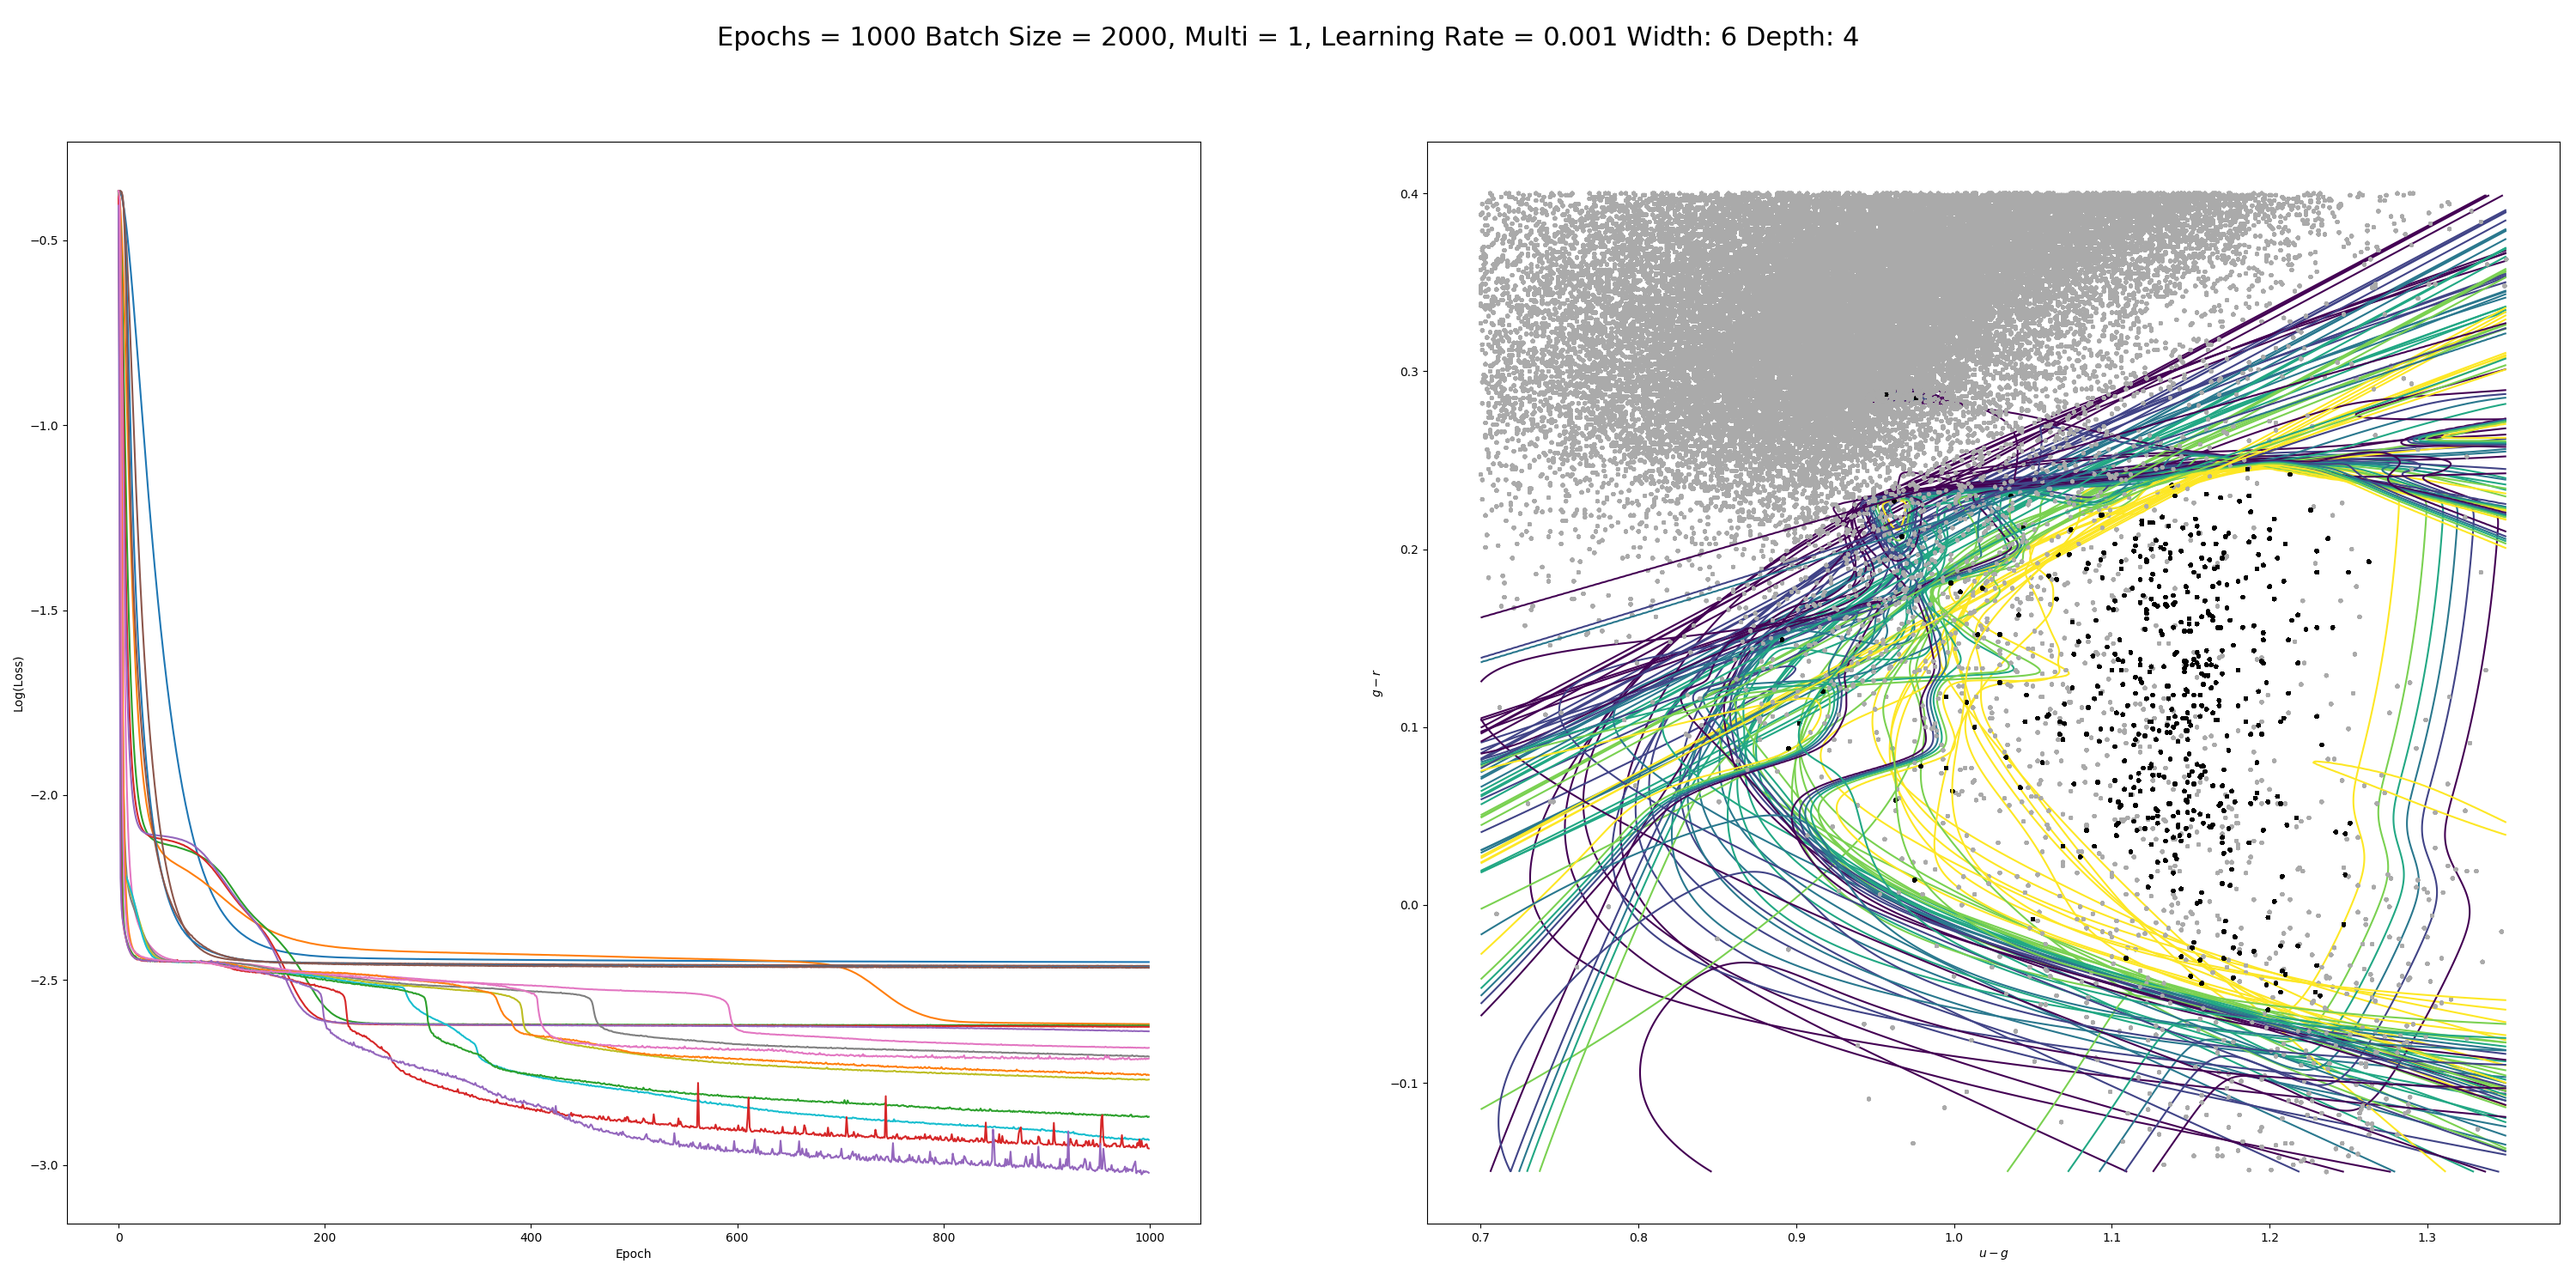 Epochs = 1000 Batch Size = 2000, Multi = 1, Learning Rate = 0.001 Width: 6 Depth: 4
Log(Loss)
−0.5
−1.0
−1.5
−2.0
−2.5
−3.0
0 200 400 600 800 1000
Epoch
g − r
0.4
0.3
0.2
0.1
0.0
−0.1
0.7 0.8 0.9 1.0 1.1 1.2 1.3
u − g